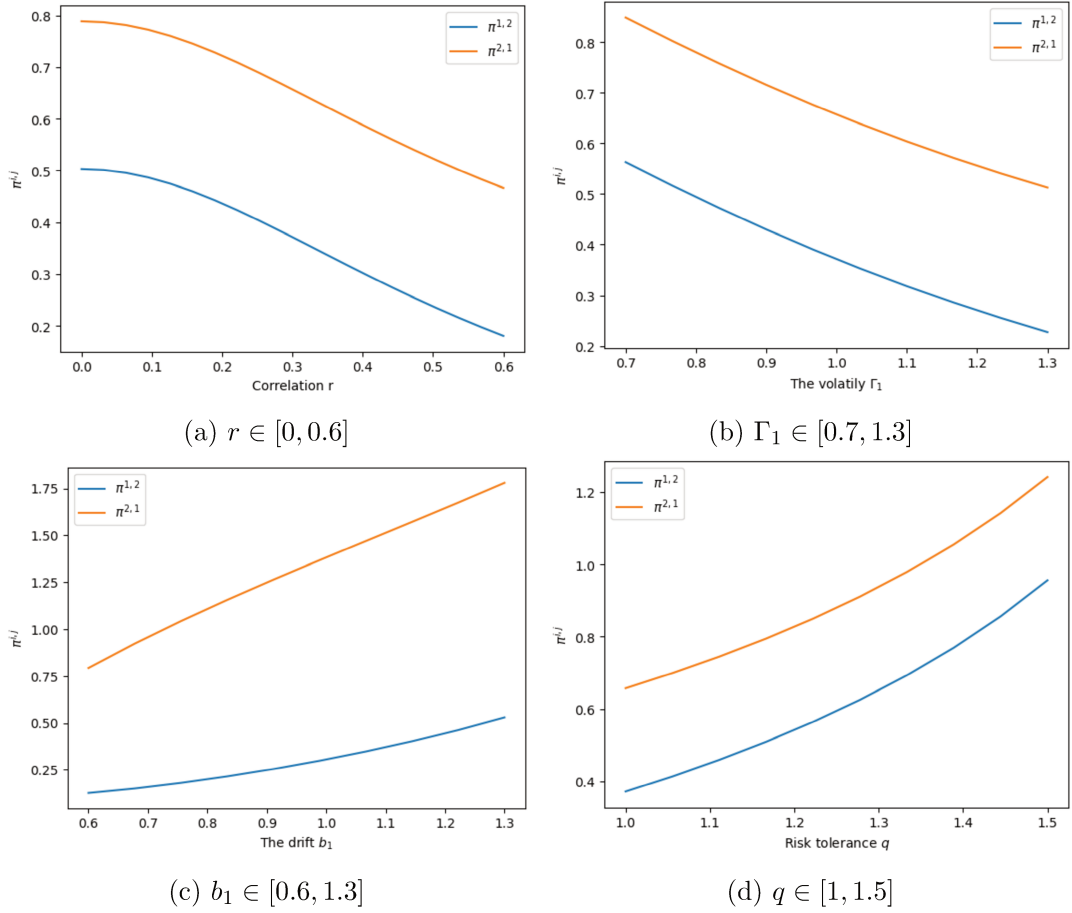 0.8
0.7
0.6
0.5
0.4
0.3
0.2
π^{i,j}
π^{1,2}
π^{2,1}
0.0 0.1 0.2 0.3 0.4 0.5 0.6
Correlation r
(a) r ∈ [0, 0.6]
0.8
0.7
0.6
0.5
0.4
0.3
0.2
π^{i,j}
π^{1,2}
π^{2,1}
0.7 0.8 0.9 1.0 1.1 1.2 1.3
The volatily Γ₁
(b) Γ₁ ∈ [0.7, 1.3]
1.75
1.50
1.25
1.00
0.75
0.50
0.25
π^{i,j}
π^{1,2}
π^{2,1}
0.6 0.7 0.8 0.9 1.0 1.1 1.2 1.3
The drift b₁
(c) b₁ ∈ [0.6, 1.3]
1.2
1.0
0.8
0.6
0.4
π^{i,j}
π^{1,2}
π^{2,1}
1.0 1.1 1.2 1.3 1.4 1.5
Risk tolerance q
(d) q ∈ [1, 1.5]